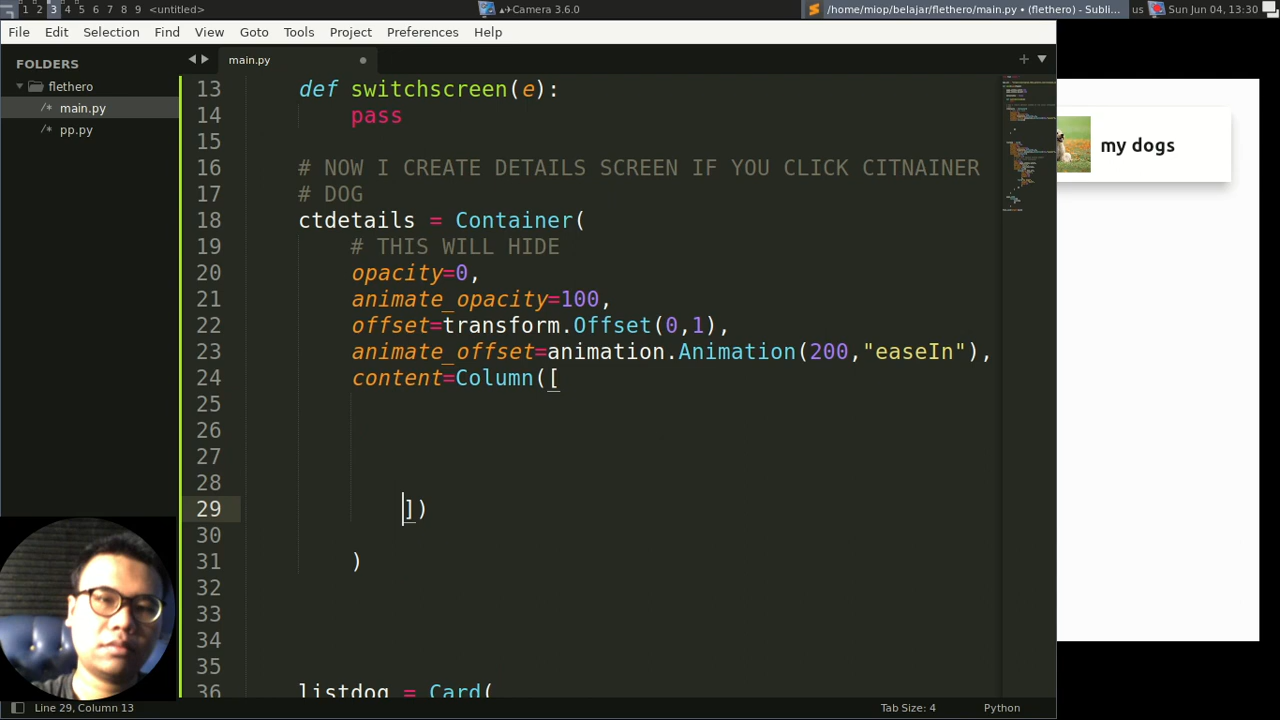 1 2 3 4 5 6 7 8 9 <untitled>
Camera 3.6.0
/home/miop/belajar/flethero/main.py • (flethero) - Subli...
us
Sun Jun 04, 13:30
File Edit Selection Find View Goto Tools Project Preferences Help
FOLDERS
flethero
/* main.py
/* pp.py
main.py
13 def switchscreen(e):
14 pass
15
16 # NOW I CREATE DETAILS SCREEN IF YOU CLICK CITNAINER
17 # DOG
18 ctdetails = Container(
19 # THIS WILL HIDE
20 opacity=0,
21 animate_opacity=100,
22 offset=transform.Offset(0,1),
23 animate_offset=animation.Animation(200,"easeIn"),
24 content=Column([
25
26
27
28
29 ])
30
31 )
32
33
34
35
36 listdog = Card(
my dogs
Line 29, Column 13
Tab Size: 4
Python